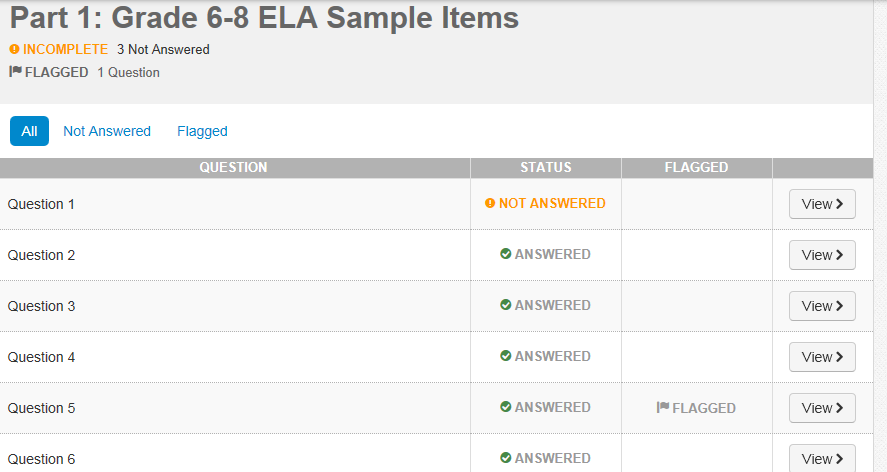 Part 1: Grade 6-8 ELA Sample Items
INCOMPLETE 3 Not Answered
FLAGGED 1 Question
All Not Answered Flagged
QUESTION STATUS FLAGGED
Question 1 NOT ANSWERED View
Question 2 ANSWERED View
Question 3 ANSWERED View
Question 4 ANSWERED View
Question 5 ANSWERED FLAGGED View
Question 6 ANSWERED View